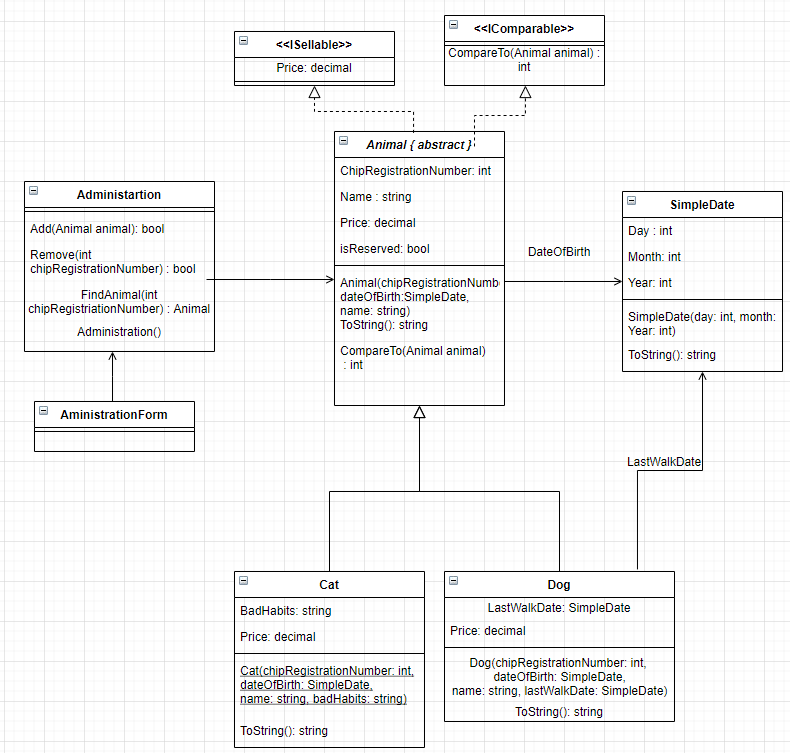 <<ISellable>>
Price: decimal
<<IComparable>>
CompareTo(Animal animal) :
int
Animal { abstract }
ChipRegistrationNumber: int
Name : string
Price: decimal
isReserved: bool
Animal(chipRegistrationNumb
dateOfBirth:SimpleDate,
name: string)
ToString(): string
CompareTo(Animal animal)
: int
Administartion
Add(Animal animal): bool
Remove(int
chipRegistrationNumber) : bool
FindAnimal(int
chipRegistriationNumber) : Animal
Administration()
AministrationForm
DateOfBirth
SimpleDate
Day : int
Month: int
Year: int
SimpleDate(day: int, month:
Year: int)
ToString(): string
LastWalkDate
Cat
BadHabits: string
Price: decimal
Cat(chipRegistrationNumber: int,
dateOfBirth: SimpleDate,
name: string, badHabits: string)
ToString(): string
Dog
LastWalkDate: SimpleDate
Price: decimal
Dog(chipRegistrationNumber: int,
dateOfBirth: SimpleDate,
name: string, lastWalkDate: SimpleDate)
ToString(): string